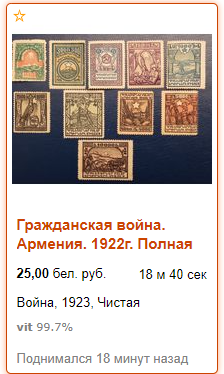 Гражданская война.
Армения. 1922г. Полная
25,00 бел. руб. 18 м 40 сек
Война, 1923, Чистая
vit 99.7%
Поднимался 18 минут назад